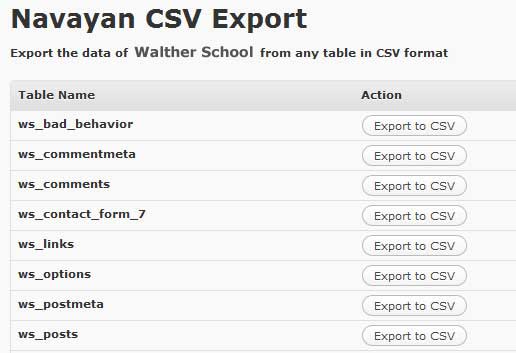 Navayan CSV Export
Export the data of Walther School from any table in CSV format
Table Name Action
ws_bad_behavior Export to CSV
ws_commentmeta Export to CSV
ws_comments Export to CSV
ws_contact_form_7 Export to CSV
ws_links Export to CSV
ws_options Export to CSV
ws_postmeta Export to CSV
ws_posts Export to CSV